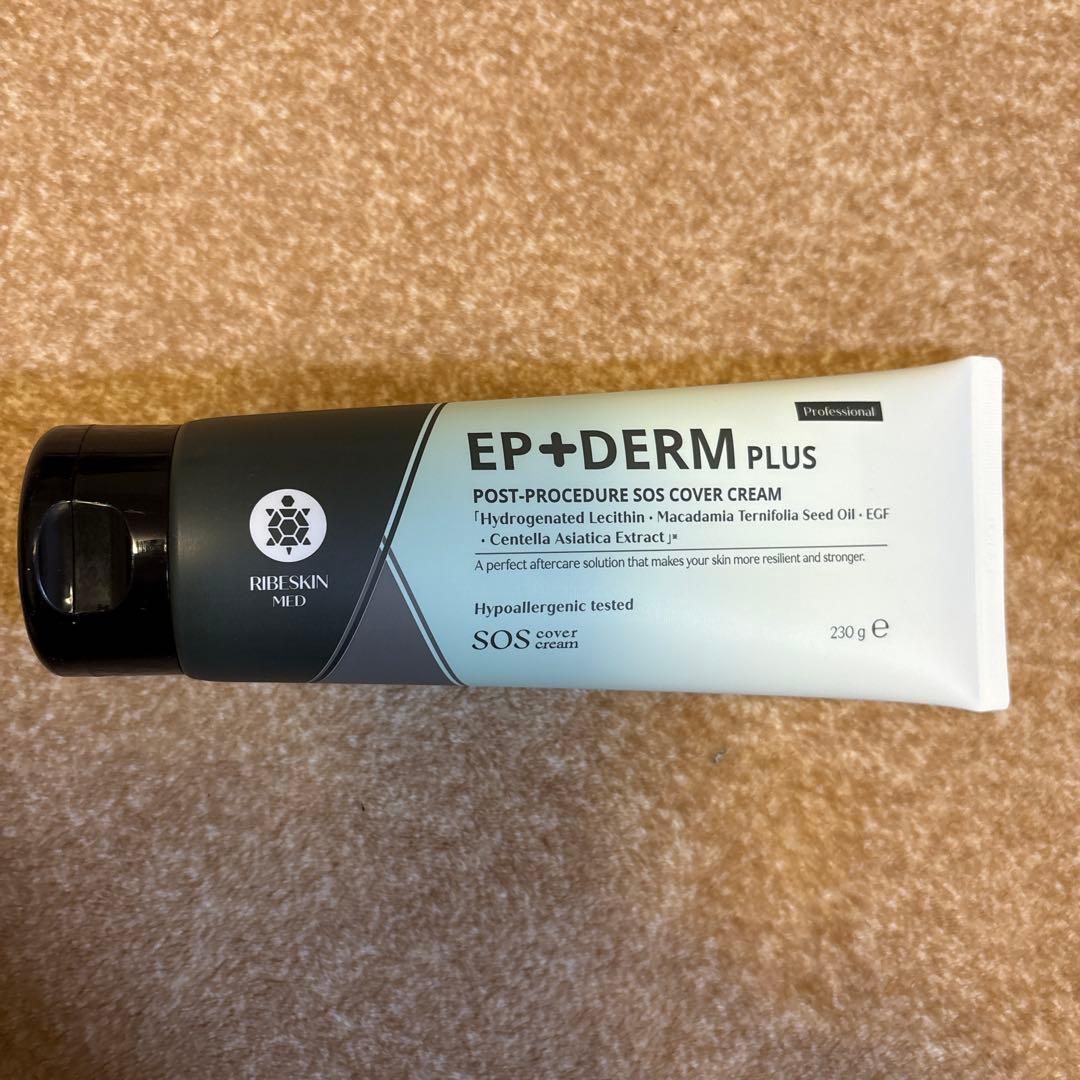 RIBESKIN
MED
Professional
EP+DERM PLUS
POST-PROCEDURE SOS COVER CREAM
「Hydrogenated Lecithin · Macadamia Ternifolia Seed Oil · EGF
· Centella Asiatica Extract」*
A perfect aftercare solution that makes your skin more resilient and stronger.
Hypoallergenic tested
SOS cover cream
230 g ℮